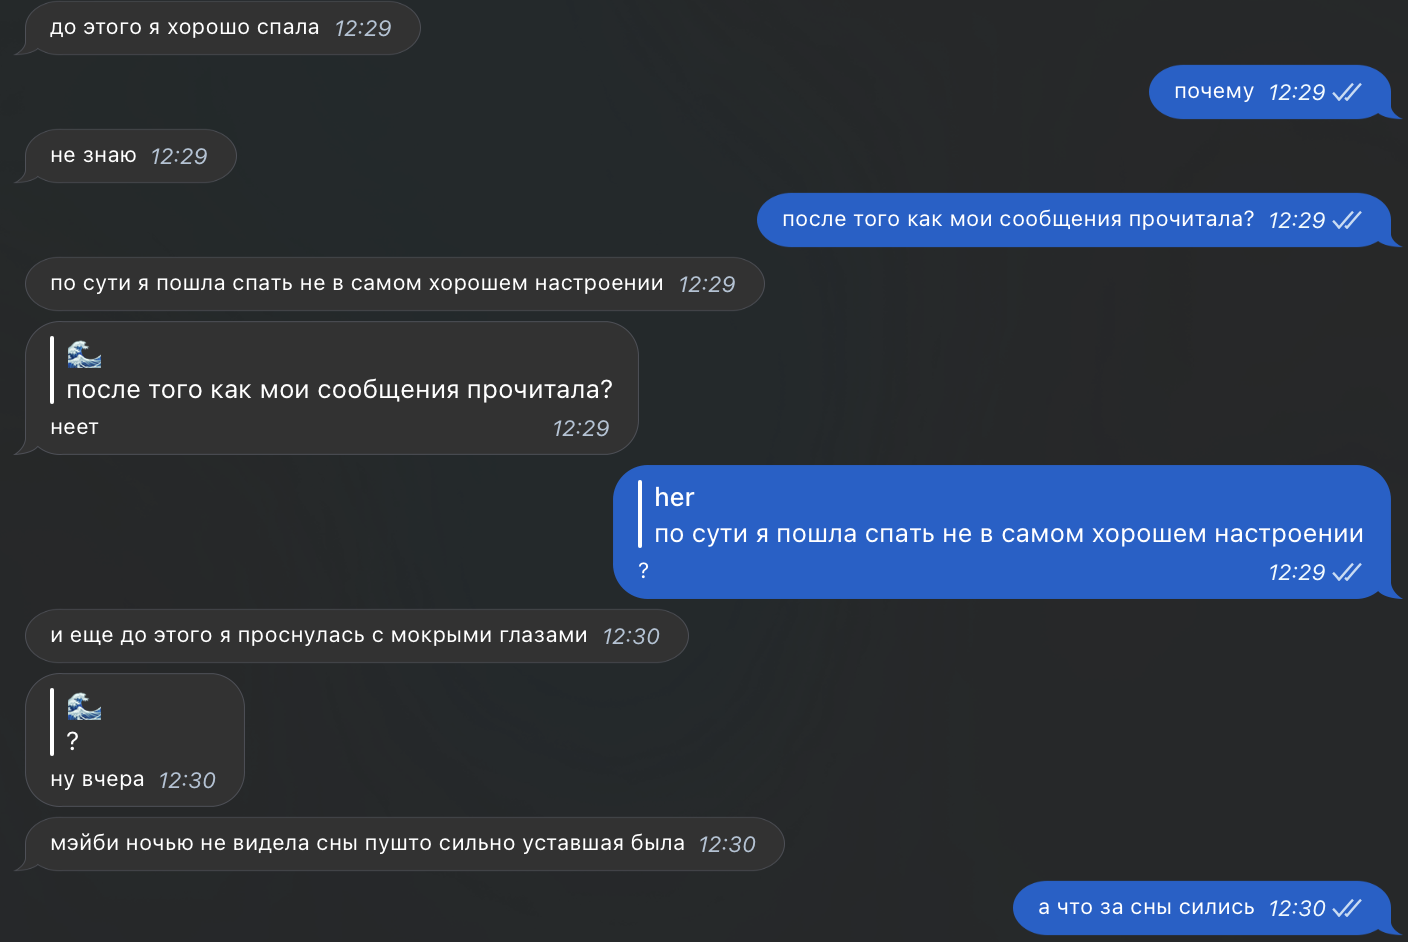 до этого я хорошо спала 12:29
почему 12:29
не знаю 12:29
после того как мои сообщения прочитала? 12:29
по сути я пошла спать не в самом хорошем настроении 12:29
🌊
после того как мои сообщения прочитала?
неет 12:29
her
по сути я пошла спать не в самом хорошем настроении
? 12:29
и еще до этого я проснулась с мокрыми глазами 12:30
🌊
?
ну вчера 12:30
мэйби ночью не видела сны пушто сильно уставшая была 12:30
а что за сны сились 12:30